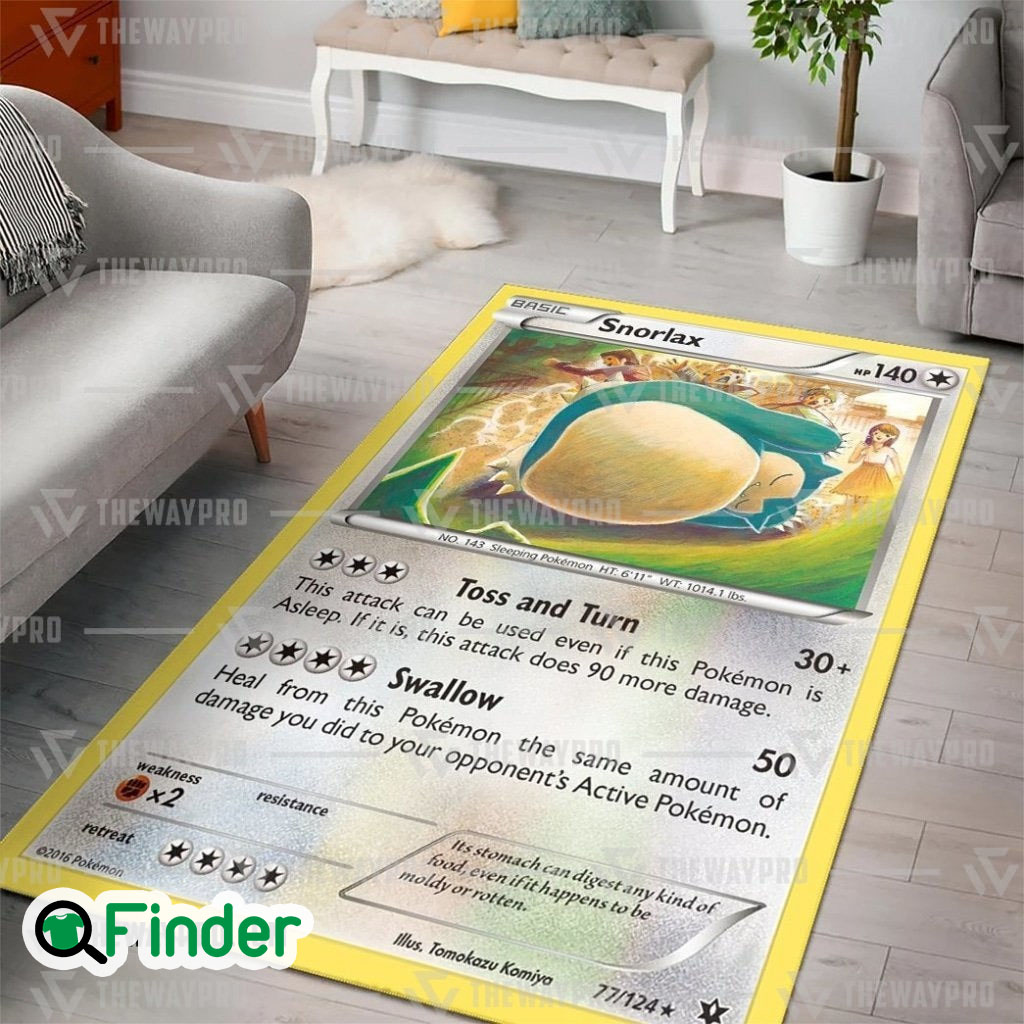 THEWAYPRO
BASIC
Snorlax
HP 140
NO. 143 Sleeping Pokémon HT: 6'11" WT: 1014.1 lbs.
Toss and Turn
30+
This attack can be used even if this Pokémon is
Asleep. If it is, this attack does 90 more damage.
Swallow
50
Heal from this Pokémon the same amount of
damage you did to your opponent's Active Pokémon.
weakness
x2
resistance
retreat
©2016 Pokémon
Its stomach can digest any kind of
food, even if it happens to be
moldy or rotten.
Illus. Tomokazu Komiya
77/124
Finder